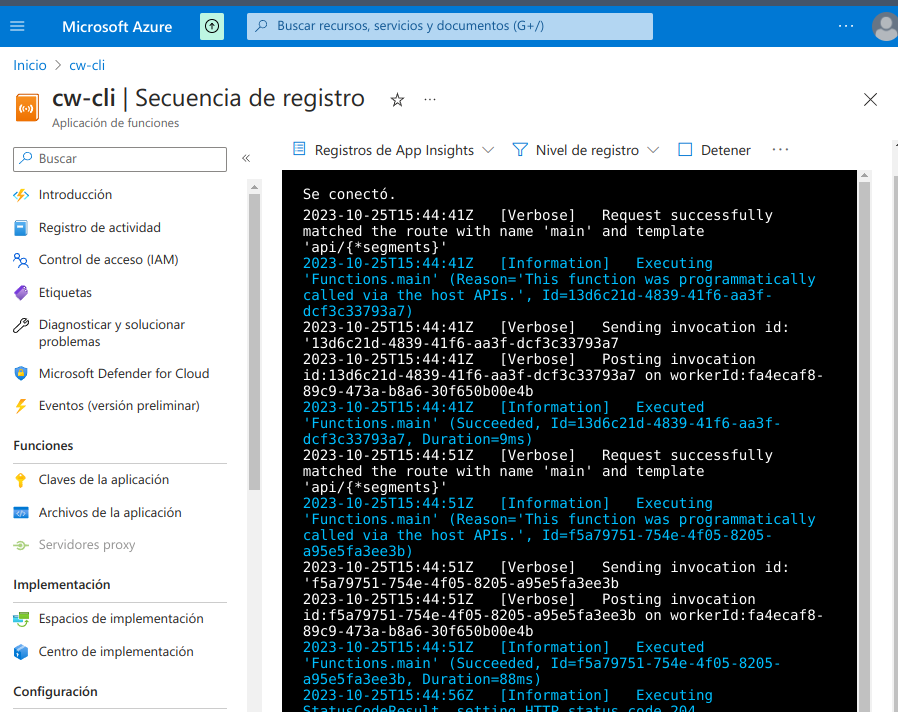 Microsoft Azure
Buscar recursos, servicios y documentos (G+/)
Inicio > cw-cli
cw-cli | Secuencia de registro
Aplicación de funciones
Buscar
Introducción
Registro de actividad
Control de acceso (IAM)
Etiquetas
Diagnosticar y solucionar
problemas
Microsoft Defender for Cloud
Eventos (versión preliminar)
Funciones
Claves de la aplicación
Archivos de la aplicación
Servidores proxy
Implementación
Espacios de implementación
Centro de implementación
Configuración
Registros de App Insights
Nivel de registro
Detener
Se conectó.
2023-10-25T15:44:41Z [Verbose] Request successfully
matched the route with name 'main' and template
'api/{*segments}'
2023-10-25T15:44:41Z [Information] Executing
'Functions.main' (Reason='This function was programmatically
called via the host APIs.', Id=13d6c21d-4839-41f6-aa3f-
dcf3c33793a7)
2023-10-25T15:44:41Z [Verbose] Sending invocation id:
'13d6c21d-4839-41f6-aa3f-dcf3c33793a7
2023-10-25T15:44:41Z [Verbose] Posting invocation
id:13d6c21d-4839-41f6-aa3f-dcf3c33793a7 on workerId:fa4ecaf8-
89c9-473a-b8a6-30f650b00e4b
2023-10-25T15:44:41Z [Information] Executed
'Functions.main' (Succeeded, Id=13d6c21d-4839-41f6-aa3f-
dcf3c33793a7, Duration=9ms)
2023-10-25T15:44:51Z [Verbose] Request successfully
matched the route with name 'main' and template
'api/{*segments}'
2023-10-25T15:44:51Z [Information] Executing
'Functions.main' (Reason='This function was programmatically
called via the host APIs.', Id=f5a79751-754e-4f05-8205-
a95e5fa3ee3b)
2023-10-25T15:44:51Z [Verbose] Sending invocation id:
'f5a79751-754e-4f05-8205-a95e5fa3ee3b
2023-10-25T15:44:51Z [Verbose] Posting invocation
id:f5a79751-754e-4f05-8205-a95e5fa3ee3b on workerId:fa4ecaf8-
89c9-473a-b8a6-30f650b00e4b
2023-10-25T15:44:51Z [Information] Executed
'Functions.main' (Succeeded, Id=f5a79751-754e-4f05-8205-
a95e5fa3ee3b, Duration=88ms)
2023-10-25T15:44:56Z [Information] Executing
StatusCodeResult, setting HTTP status code 204